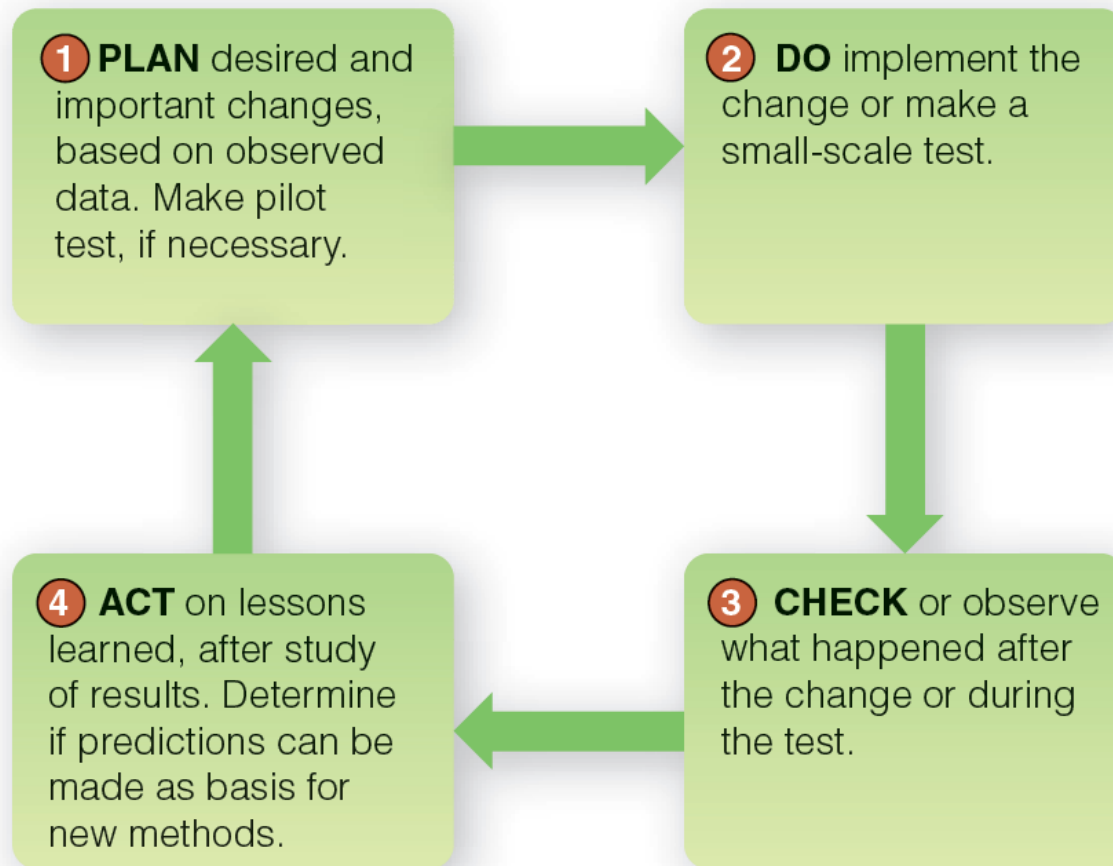 1 PLAN desired and
important changes,
based on observed
data. Make pilot
test, if necessary.
2 DO implement the
change or make a
small-scale test.
3 CHECK or observe
what happened after
the change or during
the test.
4 ACT on lessons
learned, after study
of results. Determine
if predictions can be
made as basis for
new methods.